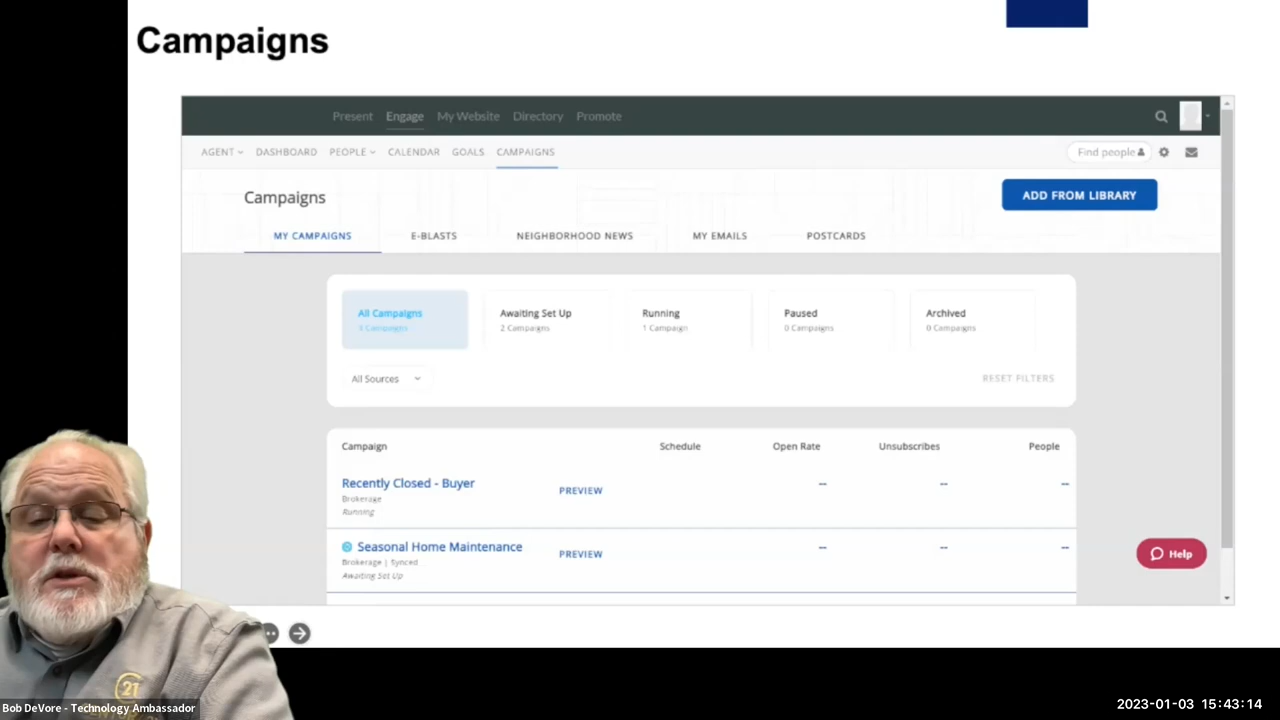 Campaigns
Present Engage My Website Directory Promote
AGENT DASHBOARD PEOPLE CALENDAR GOALS CAMPAIGNS Find people
Campaigns ADD FROM LIBRARY
MY CAMPAIGNS E-BLASTS NEIGHBORHOOD NEWS MY EMAILS POSTCARDS
All Campaigns Awaiting Set Up Running Paused Archived
3 Campaigns 2 Campaigns 1 Campaign 0 Campaigns 0 Campaigns
All Sources RESET FILTERS
Campaign Schedule Open Rate Unsubscribes People
Recently Closed - Buyer PREVIEW -- -- --
Brokerage
Running
Seasonal Home Maintenance PREVIEW -- -- --
Brokerage | Synced
Awaiting Set Up
Help
21
Bob DeVore - Technology Ambassador
2023-01-03 15:43:14